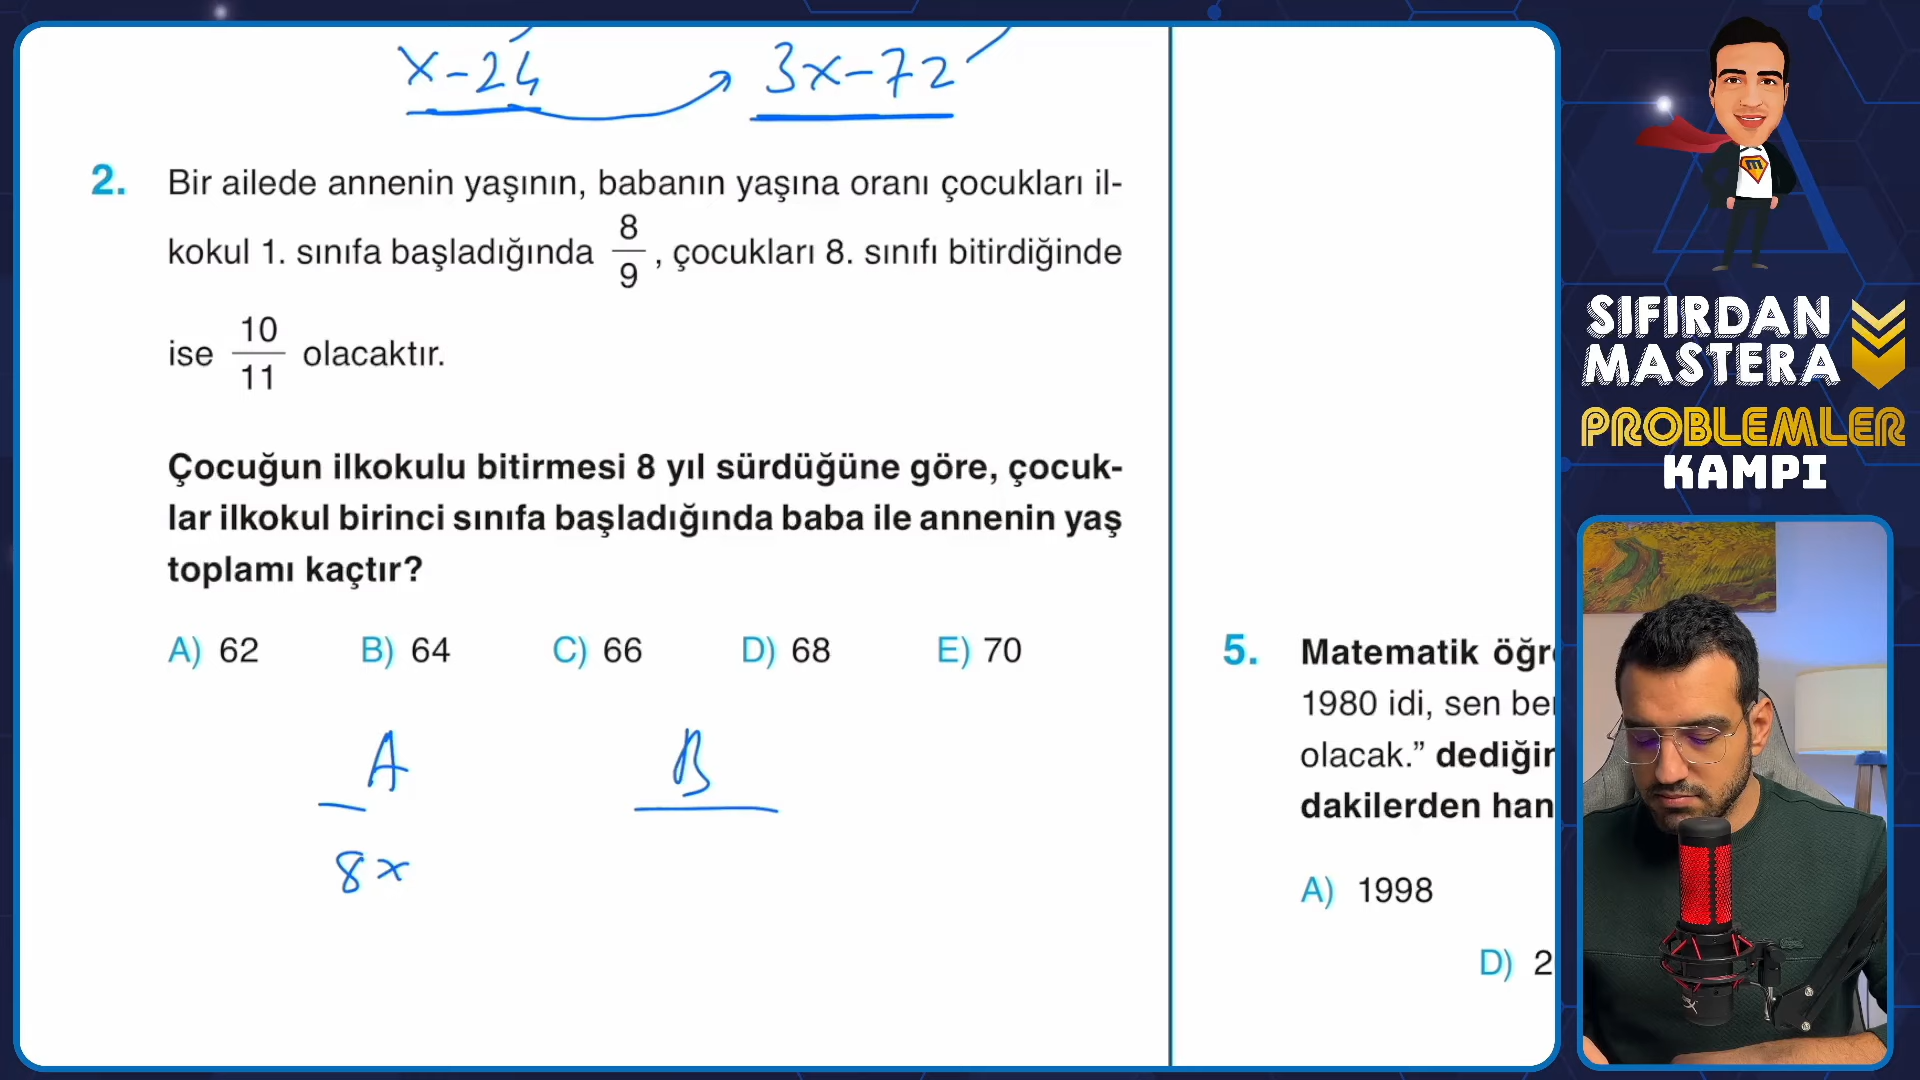 x-24 3x-72
2. Bir ailede annenin yaşının, babanın yaşına oranı çocukları il-
kokul 1. sınıfa başladığında 8/9, çocukları 8. sınıfı bitirdiğinde
ise 10/11 olacaktır.
Çocuğun ilkokulu bitirmesi 8 yıl sürdüğüne göre, çocuk-
lar ilkokul birinci sınıfa başladığında baba ile annenin yaş
toplamı kaçtır?
A) 62 B) 64 C) 66 D) 68 E) 70
A B
8x
5. Matematik öğr
1980 idi, sen be
olacak.” dediğin
dakilerden han
A) 1998
D) 2
SIFIRDAN
MASTERA
PROBLEMLER
KAMPI